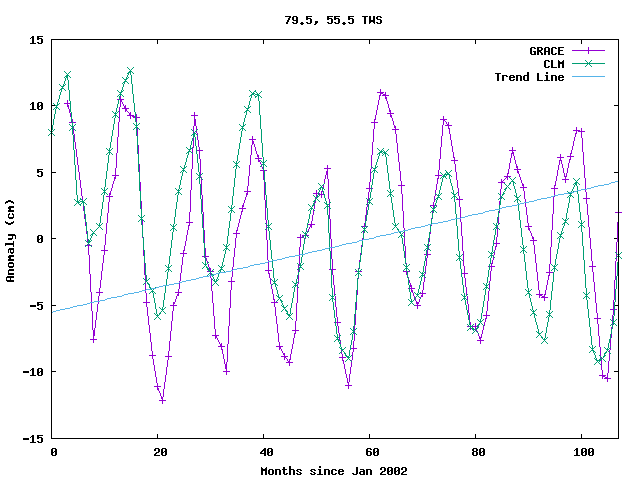 79.5, 55.5 TWS
GRACE
CLM
Trend Line
15
10
5
0
-5
-10
-15
Anomaly (cm)
0 20 40 60 80 100
Months since Jan 2002